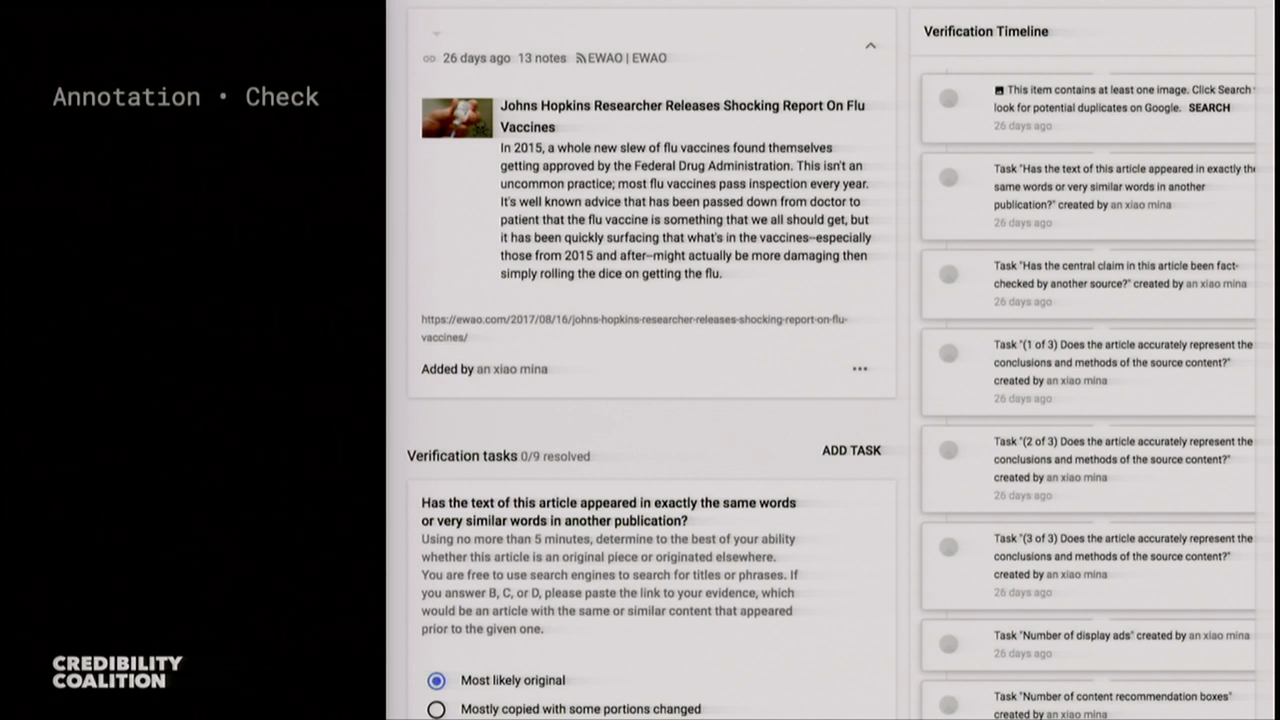 Annotation • Check
CREDIBILITY
COALITION
26 days ago 13 notes EWAO | EWAO
Johns Hopkins Researcher Releases Shocking Report On Flu
Vaccines
In 2015, a whole new slew of flu vaccines found themselves
getting approved by the Federal Drug Administration. This isn't an
uncommon practice; most flu vaccines pass inspection every year.
It's well known advice that has been passed down from doctor to
patient that the flu vaccine is something that we all should get, but
it has been quickly surfacing that what's in the vaccines–especially
those from 2015 and after–might actually be more damaging then
simply rolling the dice on getting the flu.
https://ewao.com/2017/08/16/johns-hopkins-researcher-releases-shocking-report-on-flu-
vaccines/
Added by an xiao mina
Verification tasks 0/9 resolved
ADD TASK
Has the text of this article appeared in exactly the same words
or very similar words in another publication?
Using no more than 5 minutes, determine to the best of your ability
whether this article is an original piece or originated elsewhere.
You are free to use search engines to search for titles or phrases. If
you answer B, C, or D, please paste the link to your evidence, which
would be an article with the same or similar content that appeared
prior to the given one.
Most likely original
Mostly copied with some portions changed
Verification Timeline
This item contains at least one image. Click Search
look for potential duplicates on Google. SEARCH
26 days ago
Task "Has the text of this article appeared in exactly the
same words or very similar words in another
publication?" created by an xiao mina
26 days ago
Task "Has the central claim in this article been fact-
checked by another source?" created by an xiao mina
26 days ago
Task "(1 of 3) Does the article accurately represent the
conclusions and methods of the source content?"
created by an xiao mina
26 days ago
Task "(2 of 3) Does the article accurately represent the
conclusions and methods of the source content?"
created by an xiao mina
26 days ago
Task "(3 of 3) Does the article accurately represent the
conclusions and methods of the source content?"
created by an xiao mina
26 days ago
Task "Number of display ads" created by an xiao mina
26 days ago
Task "Number of content recommendation boxes"
created by an xiao mina